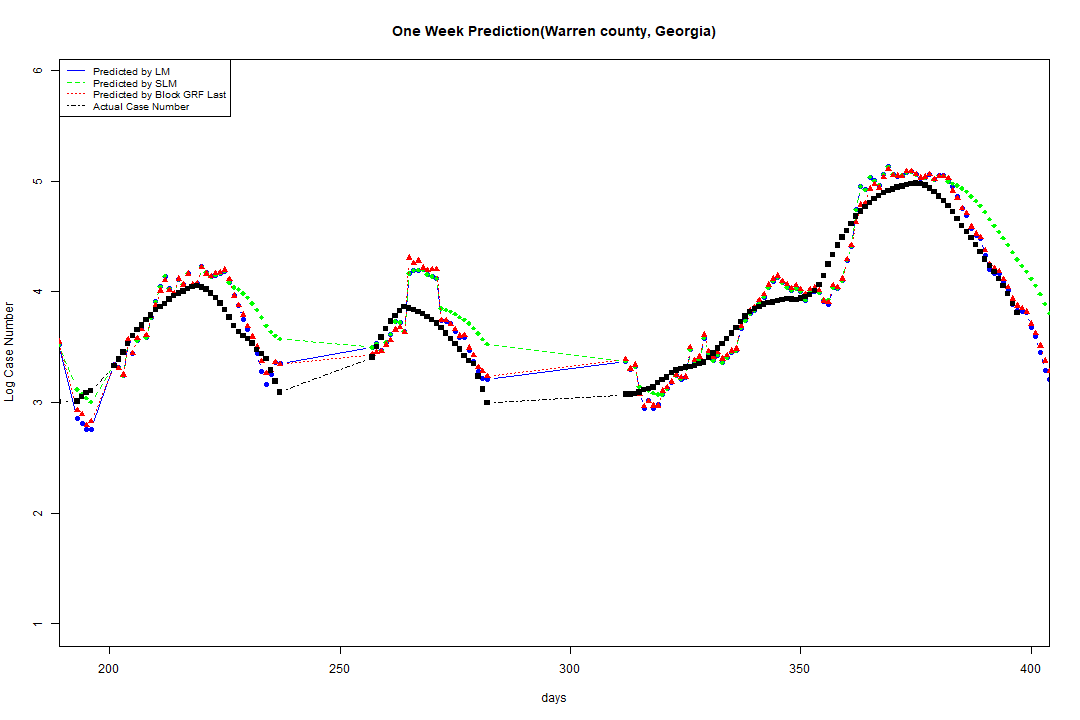 One Week Prediction(Warren county, Georgia)
Predicted by LM
Predicted by SLM
Predicted by Block GRF Last
Actual Case Number
6
5
4
3
2
1
Log Case Number
200 250 300 350 400
days